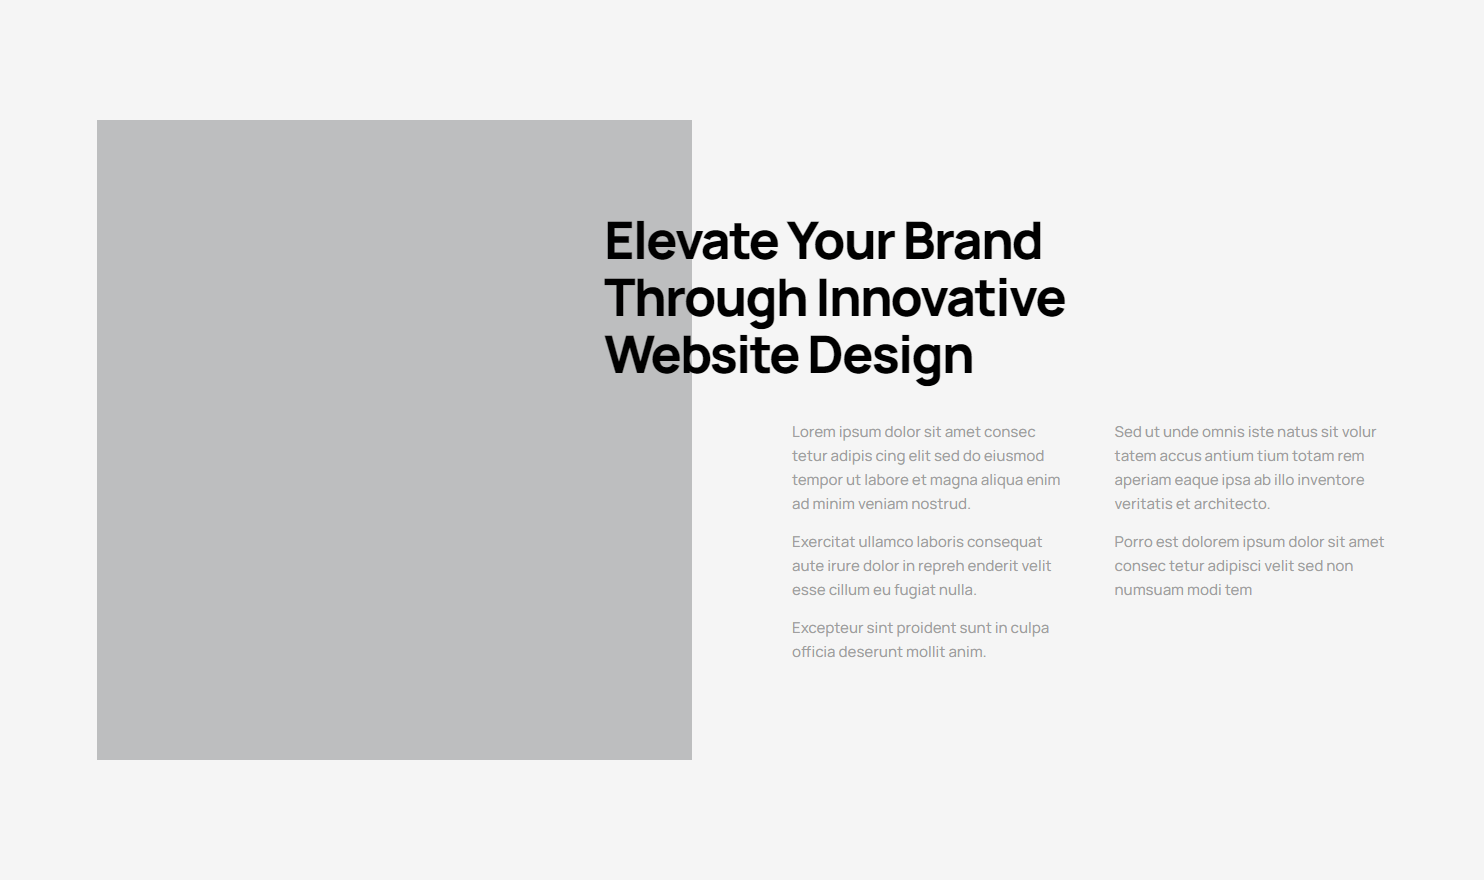 Elevate Your Brand
Through Innovative
Website Design
Lorem ipsum dolor sit amet consec
tetur adipis cing elit sed do eiusmod
tempor ut labore et magna aliqua enim
ad minim veniam nostrud.
Exercitat ullamco laboris consequat
aute irure dolor in repreh enderit velit
esse cillum eu fugiat nulla.
Excepteur sint proident sunt in culpa
officia deserunt mollit anim.
Sed ut unde omnis iste natus sit volur
tatem accus antium tium totam rem
aperiam eaque ipsa ab illo inventore
veritatis et architecto.
Porro est dolorem ipsum dolor sit amet
consec tetur adipisci velit sed non
numsuam modi tem